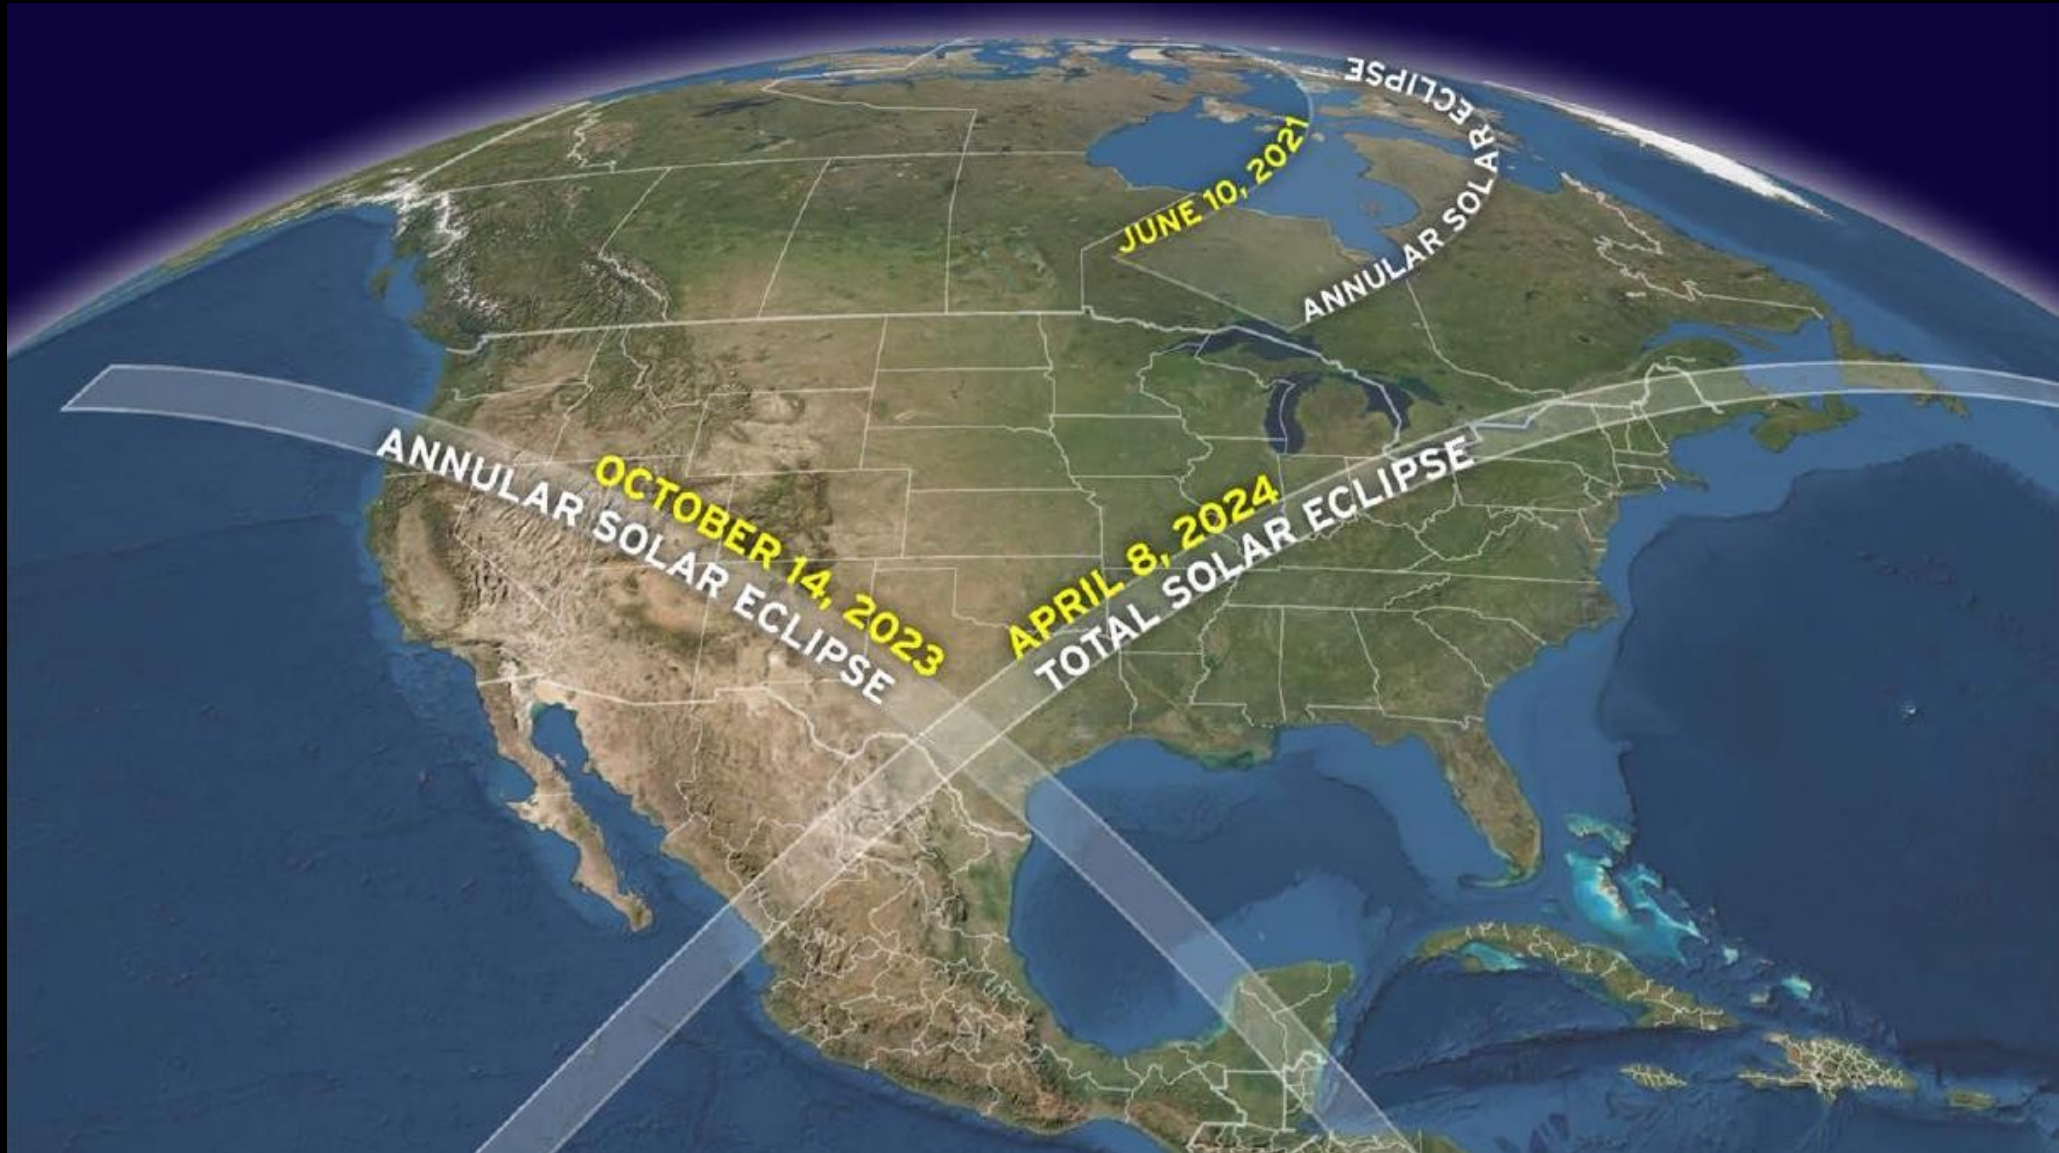 JUNE 10, 2021
ANNULAR SOLAR ECLIPSE
OCTOBER 14, 2023
ANNULAR SOLAR ECLIPSE
APRIL 8, 2024
TOTAL SOLAR ECLIPSE